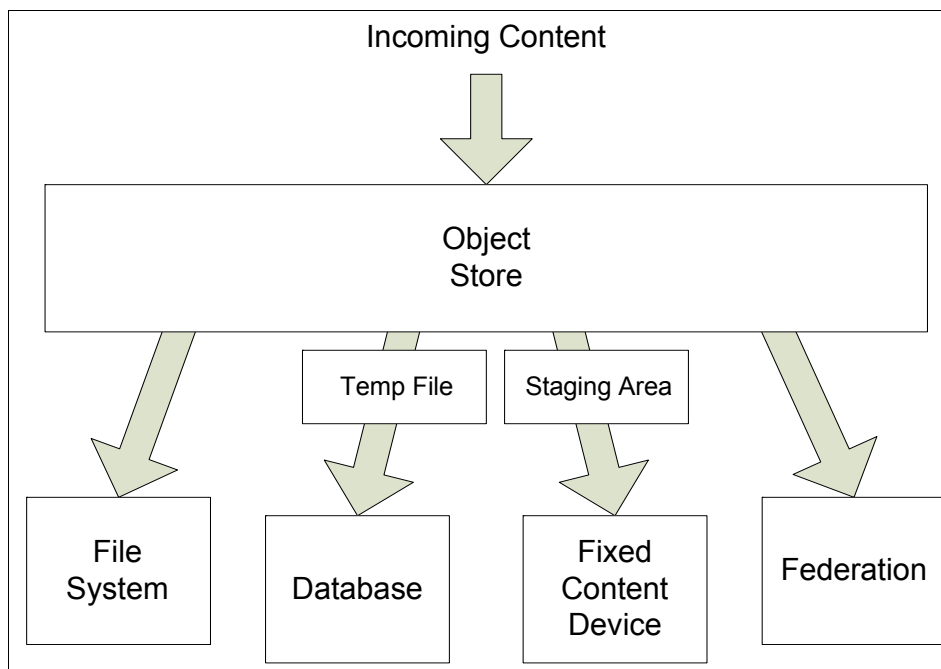 Incoming Content
Object
Store
Temp File
Staging Area
File
System
Database
Fixed
Content
Device
Federation